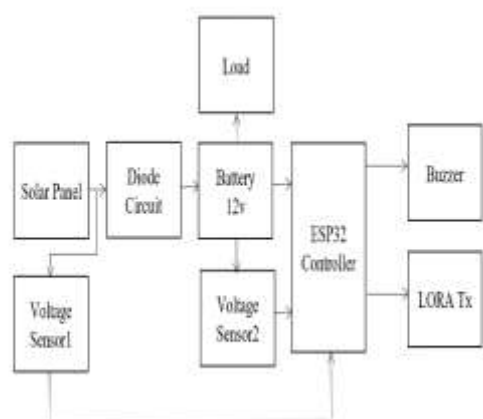 Load
Solar Panel
Diode
Circuit
Battery
12v
ESP32
Controller
Buzzer
Voltage
Sensor1
Voltage
Sensor2
LORA Tx